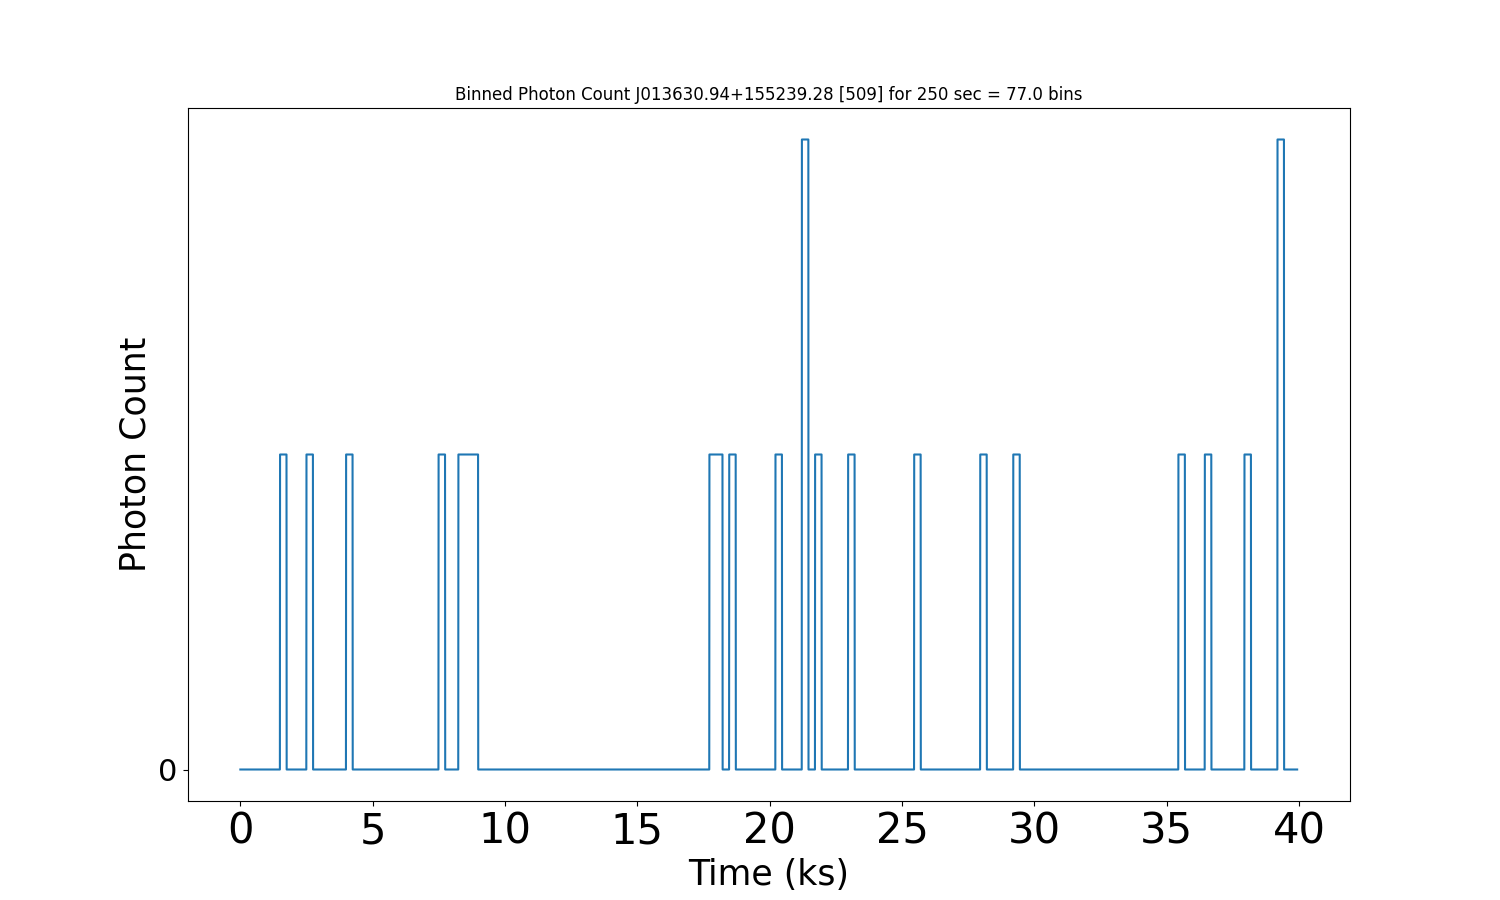 Binned Photon Count J013630.94+155239.28 [509] for 250 sec = 77.0 bins
Photon Count
0
0 5 10 15 20 25 30 35 40
Time (ks)